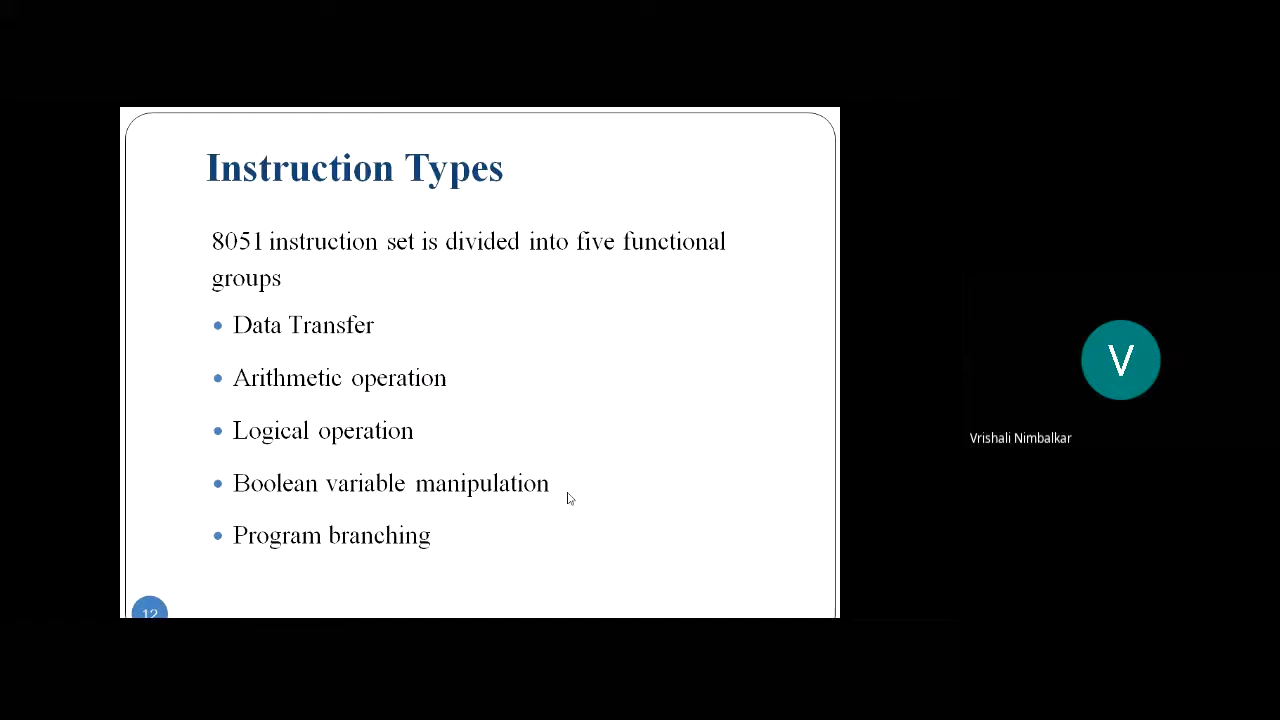 Instruction Types
8051 instruction set is divided into five functional
groups
• Data Transfer
• Arithmetic operation
• Logical operation
• Boolean variable manipulation
• Program branching
12
V
Vrishali Nimbalkar